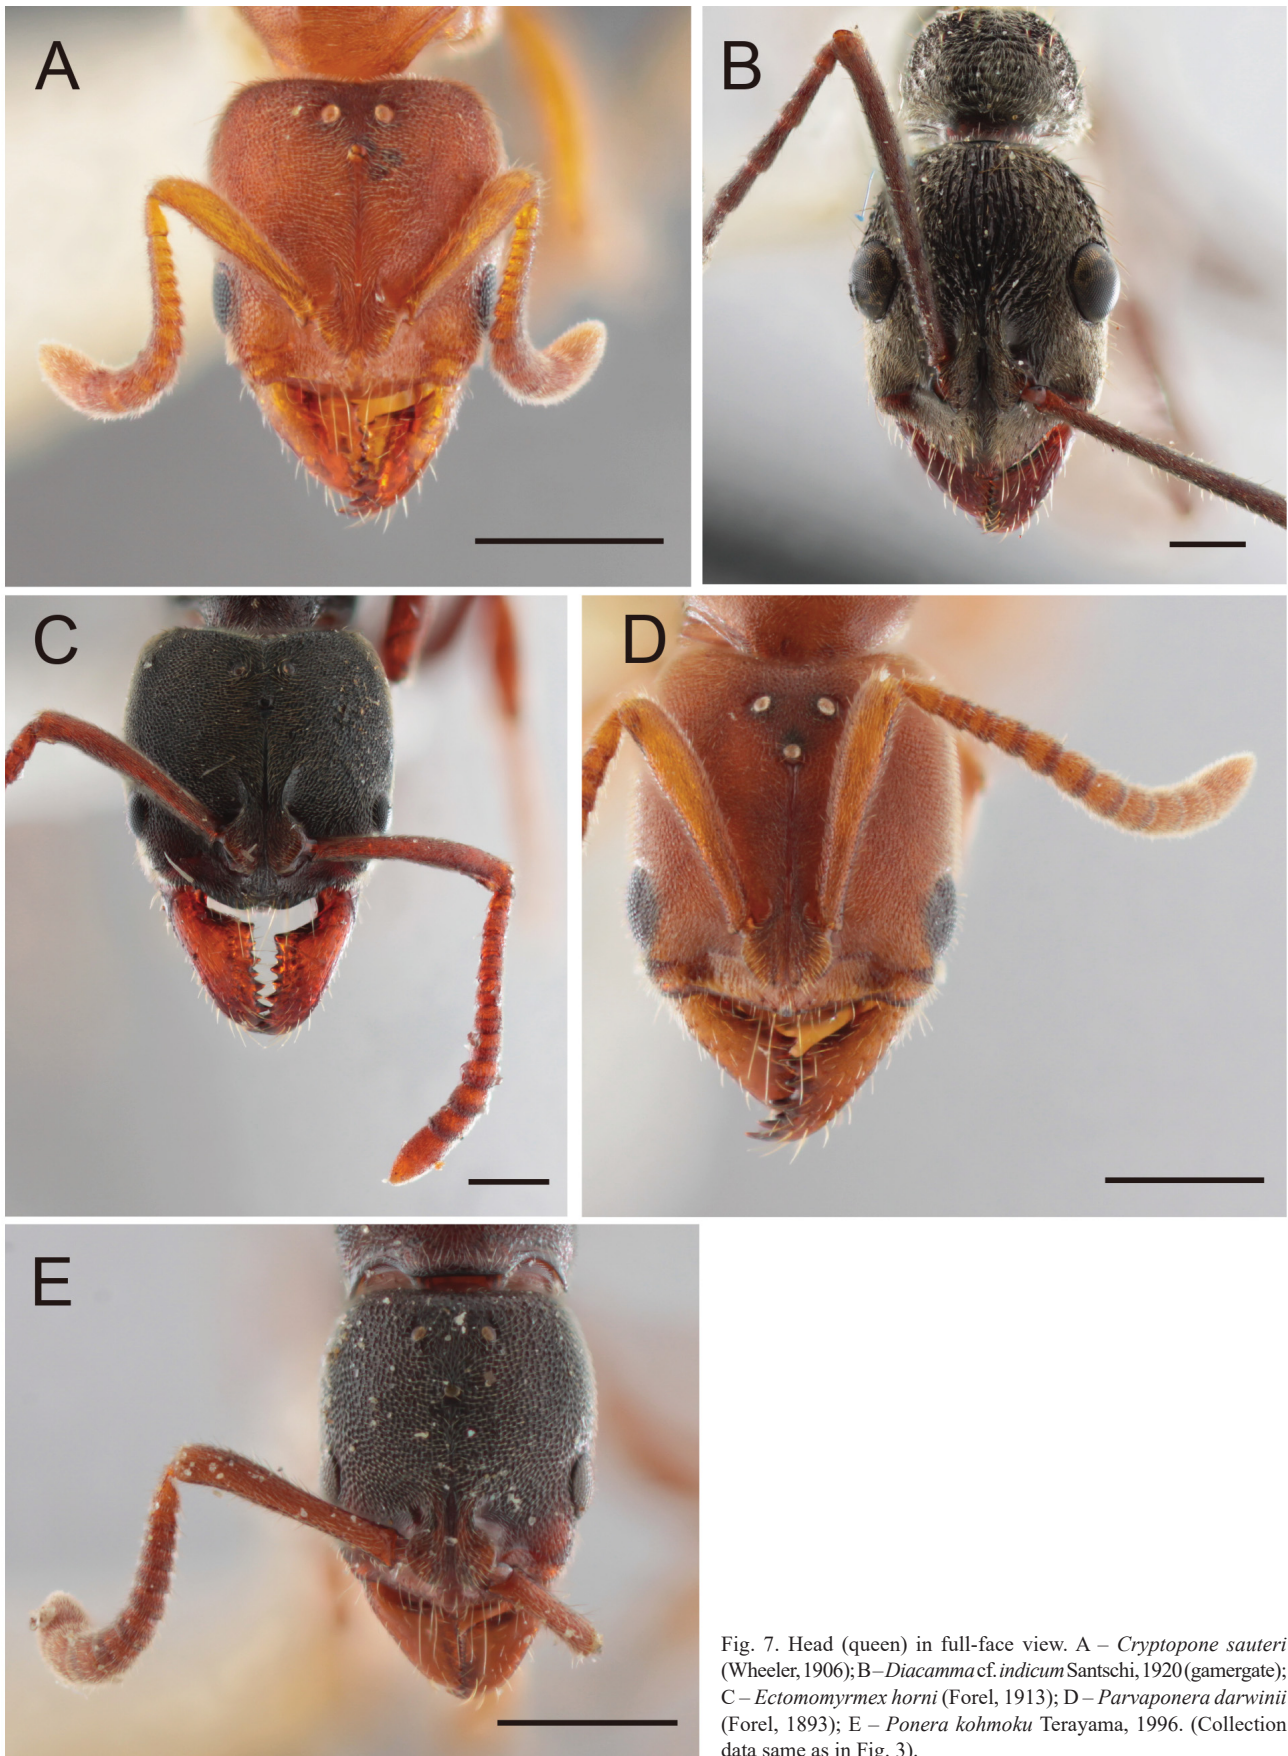 A
B
C
D
E
Fig. 7. Head (queen) in full-face view. A – Cryptopone sauteri
(Wheeler, 1906); B – Diacamma cf. indicum Santschi, 1920 (gamergate);
C – Ectomomyrmex horni (Forel, 1913); D – Parvaponera darwinii
(Forel, 1893); E – Ponera kohmoku Terayama, 1996. (Collection
data same as in Fig. 3).